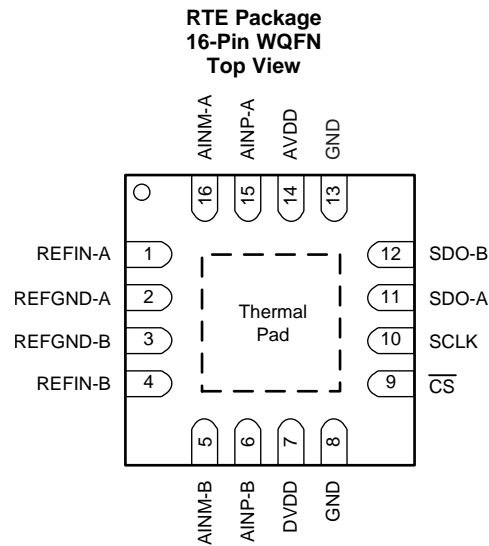 RTE Package
16-Pin WQFN
Top View
AINM-A
AINP-A
AVDD
GND
16
15
14
13
REFIN-A 1
REFGND-A 2
REFGND-B 3
REFIN-B 4
Thermal
Pad
12 SDO-B
11 SDO-A
10 SCLK
9 CS
5
6
7
8
AINM-B
AINP-B
DVDD
GND